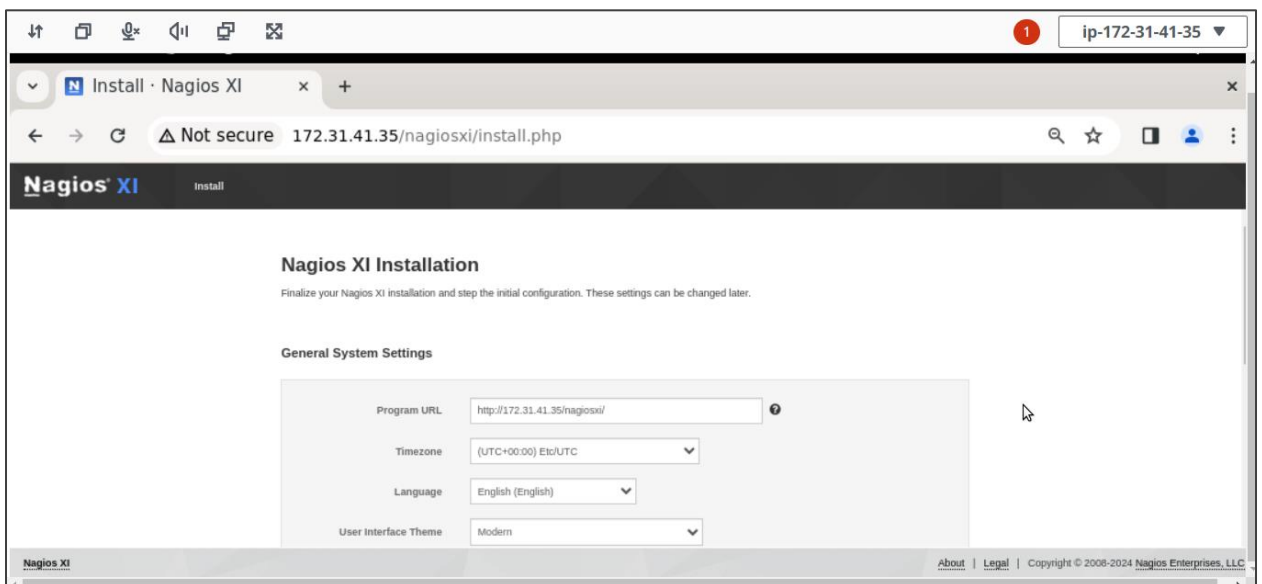 1
ip-172-31-41-35
Install · Nagios XI
Not secure 172.31.41.35/nagiosxi/install.php
Nagios XI Install
Nagios XI Installation
Finalize your Nagios XI installation and step the initial configuration. These settings can be changed later.
General System Settings
Program URL http://172.31.41.35/nagiosxi/
Timezone (UTC+00:00) Etc/UTC
Language English (English)
User Interface Theme Modern
Nagios XI About | Legal | Copyright © 2008-2024 Nagios Enterprises, LLC